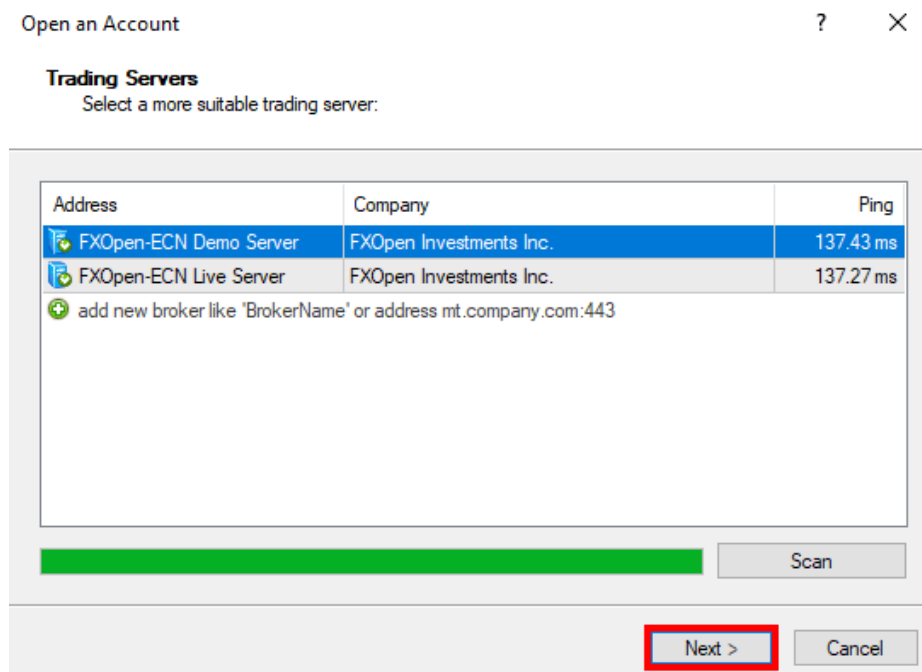 Open an Account ? ×
Trading Servers
Select a more suitable trading server:
Address Company Ping
FXOpen-ECN Demo Server FXOpen Investments Inc. 137.43 ms
FXOpen-ECN Live Server FXOpen Investments Inc. 137.27 ms
add new broker like 'BrokerName' or address mt.company.com:443
Scan
Next > Cancel